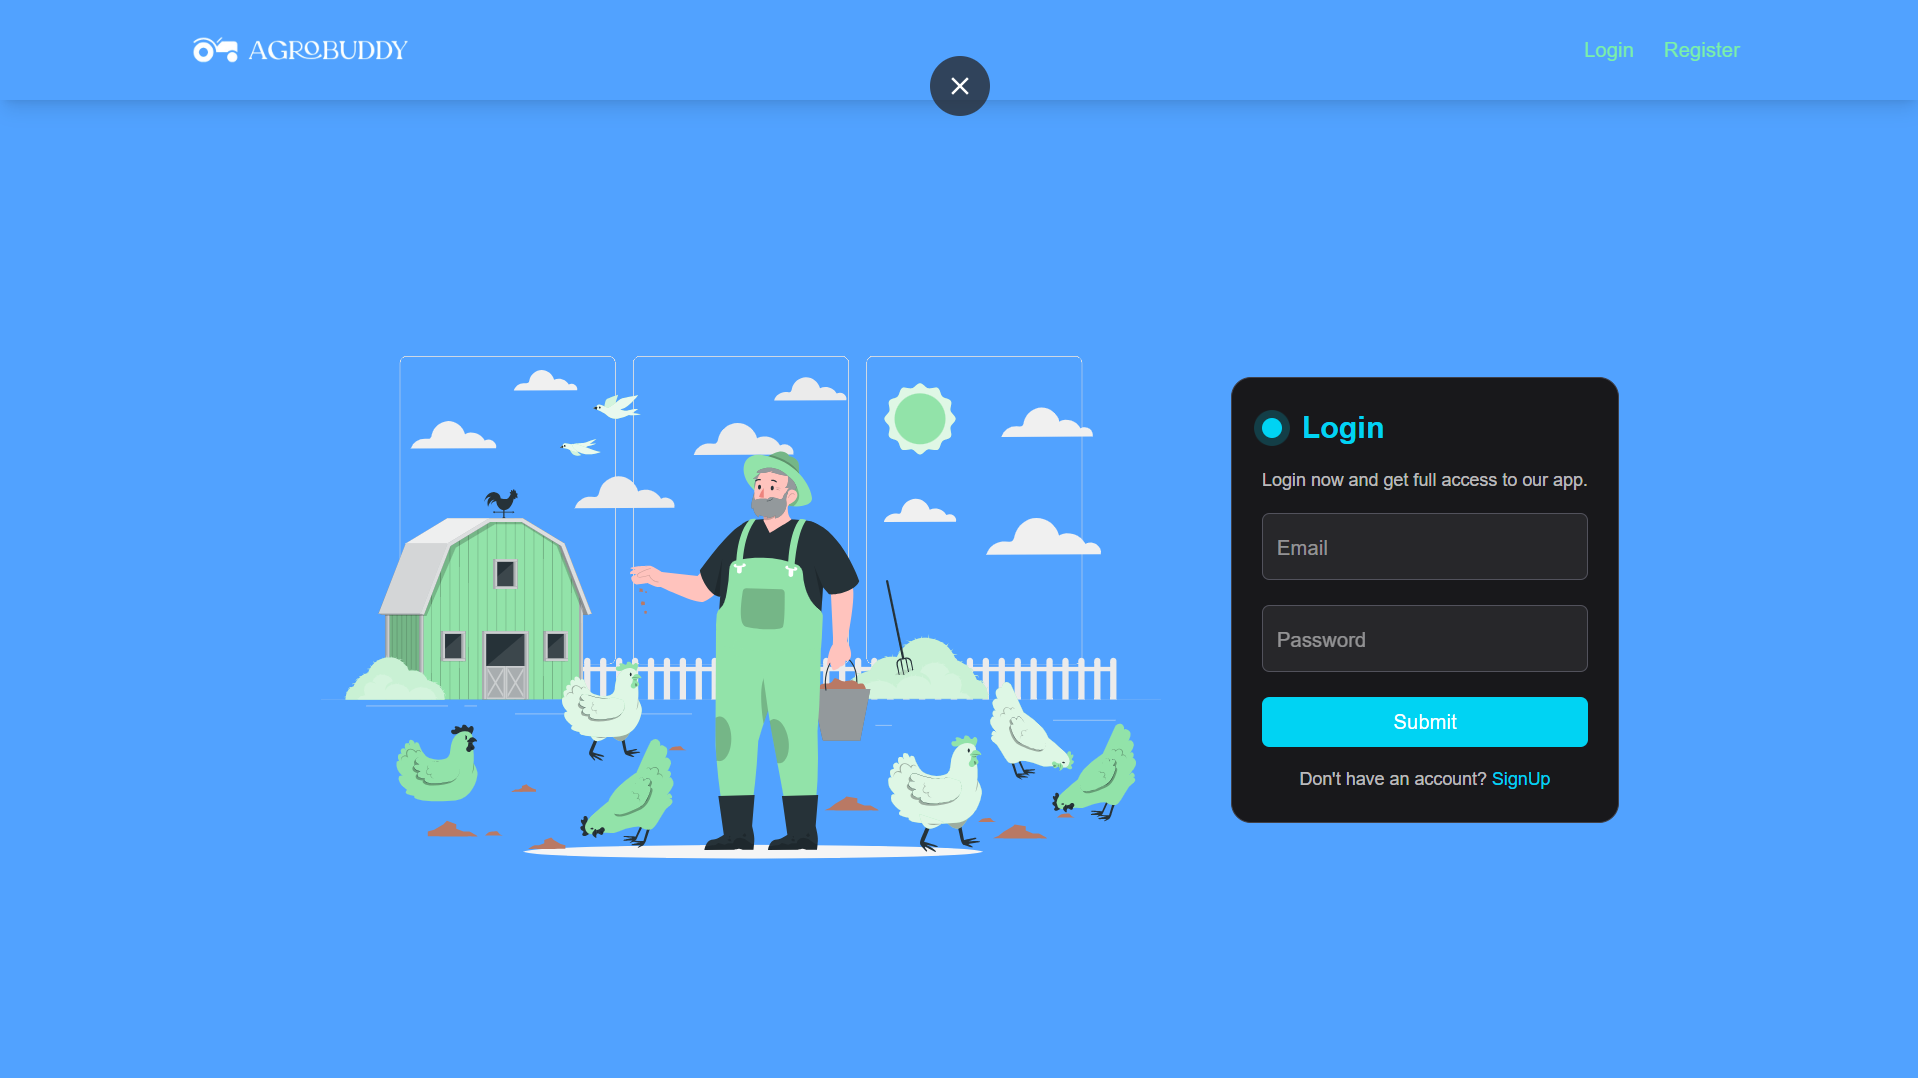 AGROBUDDY
Login
Register
Login
Login now and get full access to our app.
Email
Password
Submit
Don't have an account? SignUp